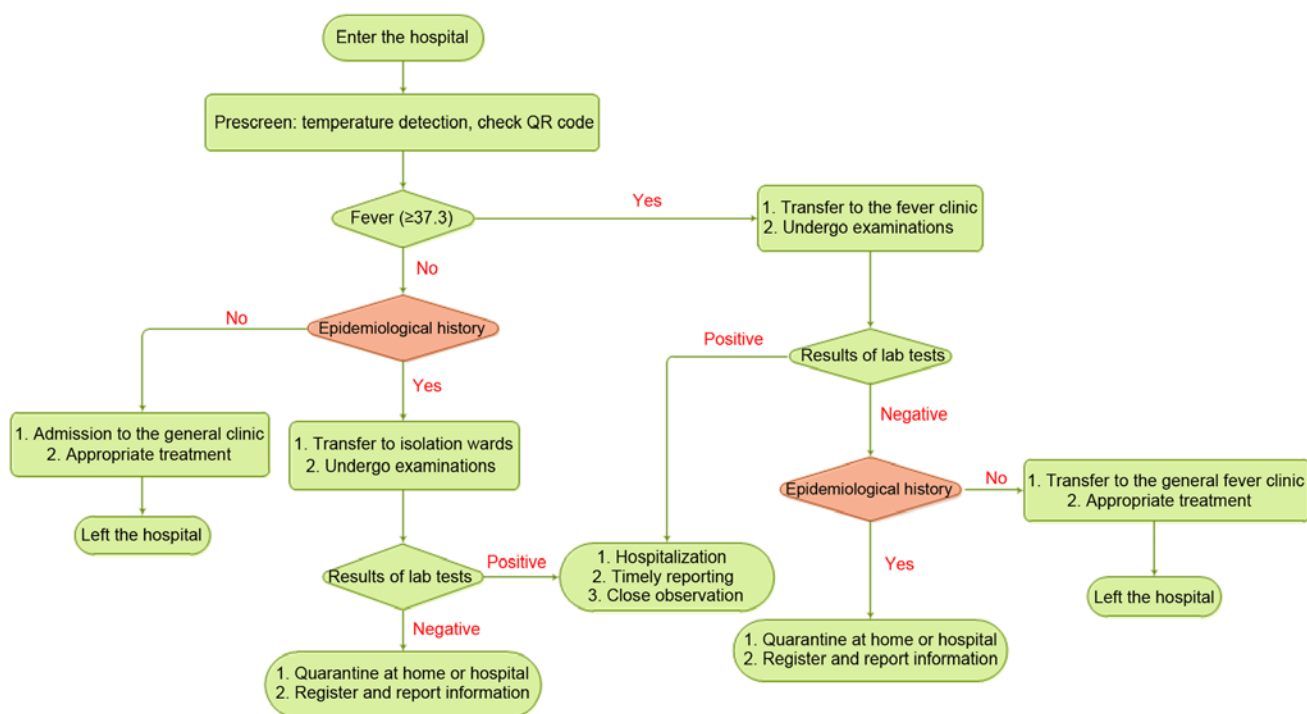 Enter the hospital
Prescreen: temperature detection, check QR code
Fever (≥37.3)
Yes
1. Transfer to the fever clinic
2. Undergo examinations
No
Epidemiological history
No
Yes
Positive
Results of lab tests
Negative
1. Admission to the general clinic
2. Appropriate treatment
1. Transfer to isolation wards
2. Undergo examinations
Epidemiological history
No
1. Transfer to the general fever clinic
2. Appropriate treatment
Left the hospital
Results of lab tests
Positive
1. Hospitalization
2. Timely reporting
3. Close observation
Yes
Left the hospital
Negative
1. Quarantine at home or hospital
2. Register and report information
1. Quarantine at home or hospital
2. Register and report information